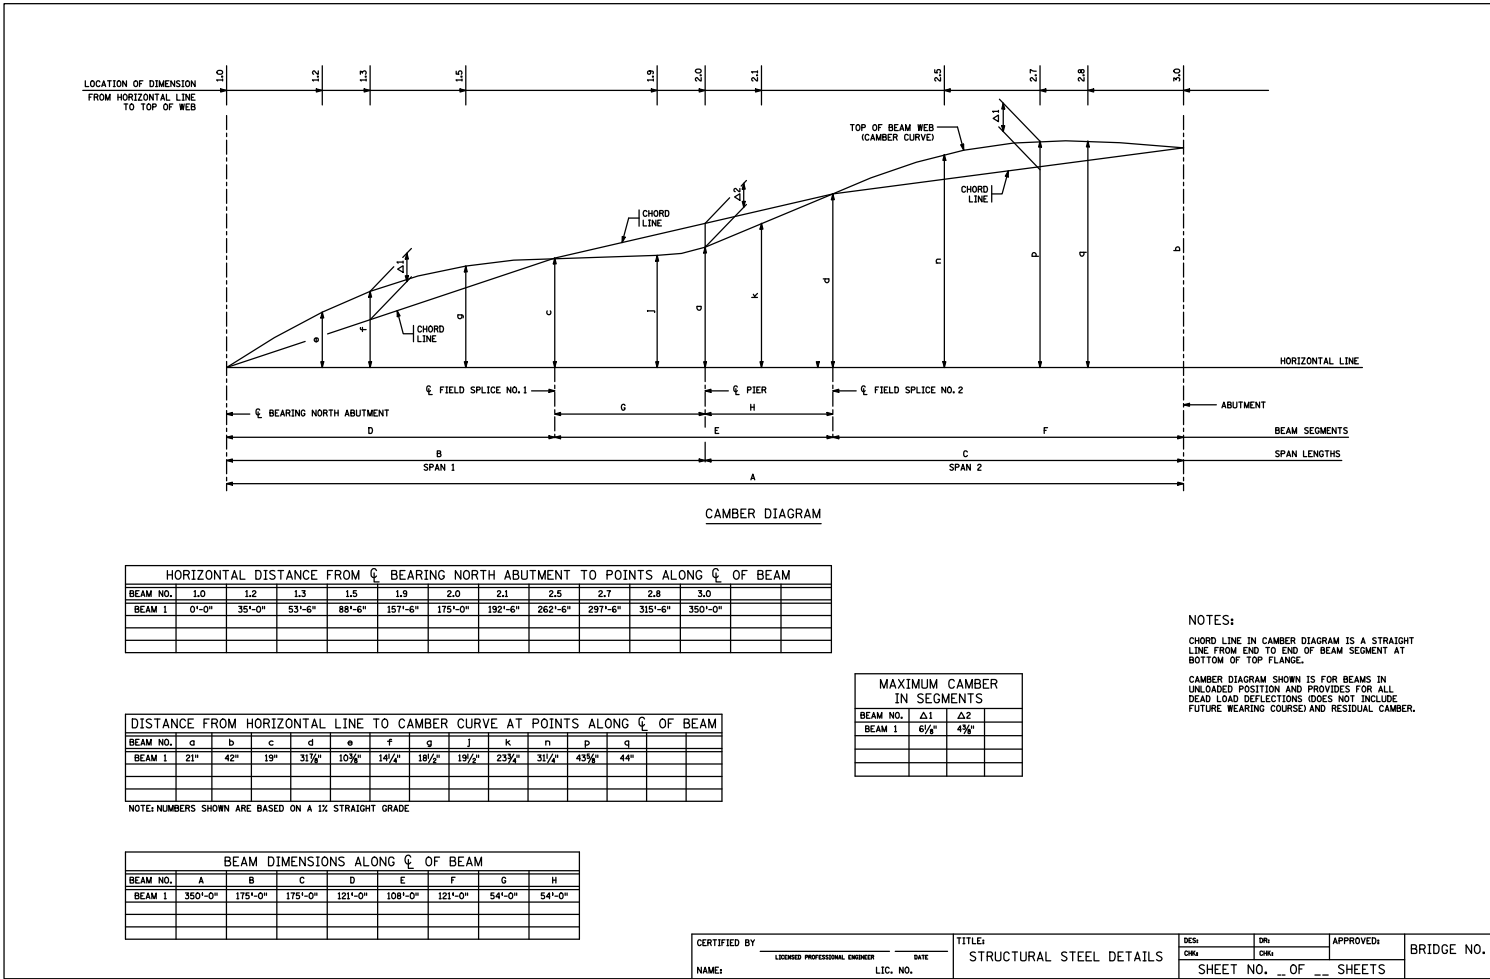 LOCATION OF DIMENSION
FROM HORIZONTAL LINE
TO TOP OF WEB
1.0 1.2 1.3 1.5 1.9 2.0 2.1 2.5 2.7 2.8 3.0
TOP OF BEAM WEB
(CAMBER CURVE)
△1
△2
CHORD
LINE
CHORD
LINE
△1
CHORD
LINE
e f g c j a k d n p q b
HORIZONTAL LINE
℄ FIELD SPLICE NO. 1
℄ PIER
℄ FIELD SPLICE NO. 2
℄ BEARING NORTH ABUTMENT
G H
ABUTMENT
D E F BEAM SEGMENTS
B C SPAN LENGTHS
SPAN 1 SPAN 2
A
CAMBER DIAGRAM
HORIZONTAL DISTANCE FROM ℄ BEARING NORTH ABUTMENT TO POINTS ALONG ℄ OF BEAM
BEAM NO. 1.0 1.2 1.3 1.5 1.9 2.0 2.1 2.5 2.7 2.8 3.0
BEAM 1 0'-0" 35'-0" 53'-6" 88'-6" 157'-6" 175'-0" 192'-6" 262'-6" 297'-6" 315'-6" 350'-0"
NOTES:
CHORD LINE IN CAMBER DIAGRAM IS A STRAIGHT
LINE FROM END TO END OF BEAM SEGMENT AT
BOTTOM OF TOP FLANGE.
CAMBER DIAGRAM SHOWN IS FOR BEAMS IN
UNLOADED POSITION AND PROVIDES FOR ALL
DEAD LOAD DEFLECTIONS (DOES NOT INCLUDE
FUTURE WEARING COURSE) AND RESIDUAL CAMBER.
MAXIMUM CAMBER
IN SEGMENTS
BEAM NO. △1 △2
BEAM 1 6⅛" 4⅜"
DISTANCE FROM HORIZONTAL LINE TO CAMBER CURVE AT POINTS ALONG ℄ OF BEAM
BEAM NO. a b c d e f g j k n p q
BEAM 1 21" 42" 19" 31⅞" 10⅜" 14¼" 18½" 19½" 23¾" 31¼" 43⅝" 44"
NOTE: NUMBERS SHOWN ARE BASED ON A 1% STRAIGHT GRADE
BEAM DIMENSIONS ALONG ℄ OF BEAM
BEAM NO. A B C D E F G H
BEAM 1 350'-0" 175'-0" 175'-0" 121'-0" 108'-0" 121'-0" 54'-0" 54'-0"
CERTIFIED BY
LICENSED PROFESSIONAL ENGINEER DATE
NAME: LIC. NO.
TITLE:
STRUCTURAL STEEL DETAILS
DES: DR: APPROVED:
CHK: CHK:
SHEET NO. __ OF __ SHEETS
BRIDGE NO.